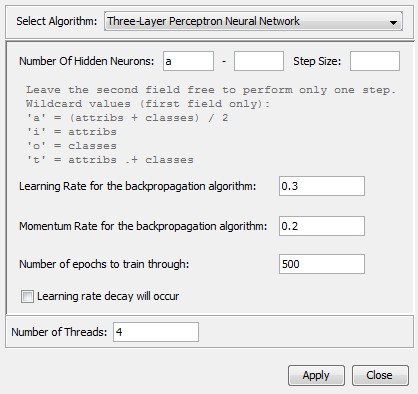 Select Algorithm: Three-Layer Perceptron Neural Network
Number Of Hidden Neurons: a - Step Size:
Leave the second field free to perform only one step.
Wildcard values (first field only):
'a' = (attribs + classes) / 2
'i' = attribs
'o' = classes
't' = attribs .+ classes
Learning Rate for the backpropagation algorithm: 0.3
Momentum Rate for the backpropagation algorithm: 0.2
Number of epochs to train through: 500
Learning rate decay will occur
Number of Threads: 4
Apply Close